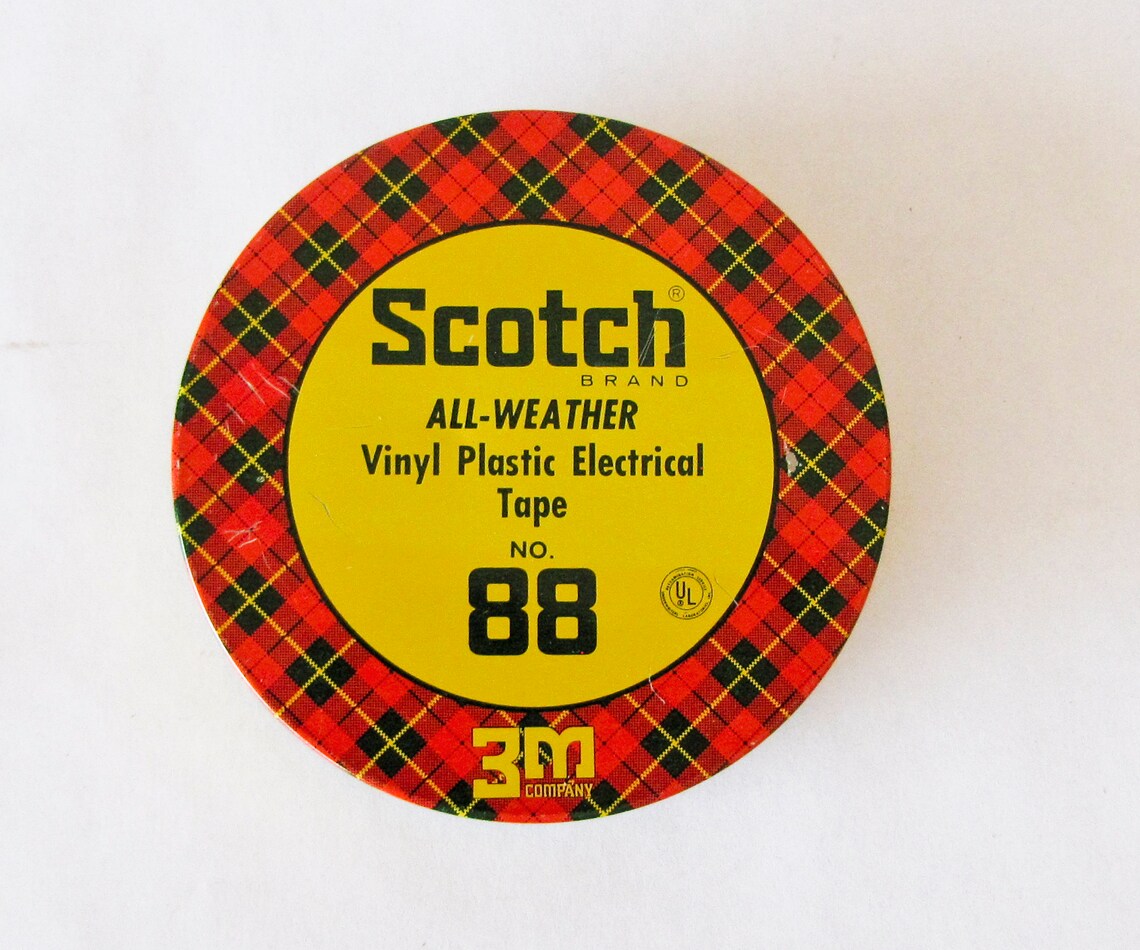 Scotch®
BRAND
ALL-WEATHER
Vinyl Plastic Electrical
Tape
NO.
88
UL
®
3M
COMPANY